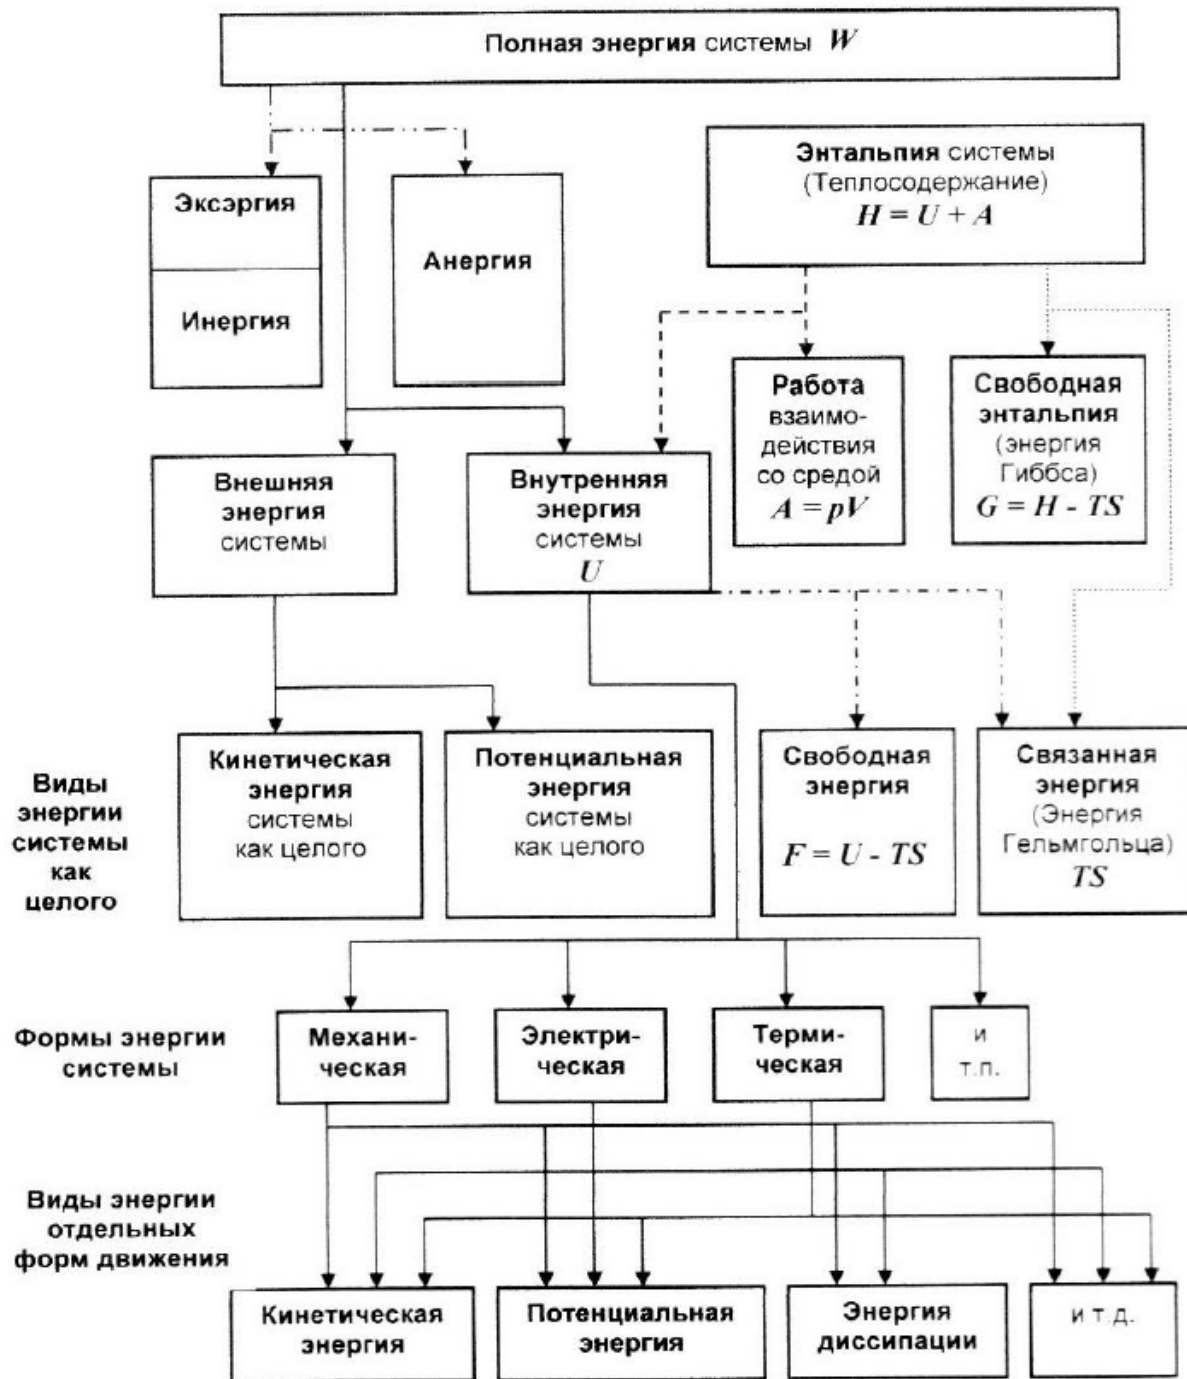 Полная энергия системы W
Энтальпия системы
(Теплосодержание)
H = U + A
Эксэргия
Анергия
Инергия
Работа
взаимо-
действия
со средой
A = pV
Свободная
энтальпия
(энергия
Гиббса)
G = H - TS
Внешняя
энергия
системы
Внутренняя
энергия
системы
U
Виды
энергии
системы
как
целого
Кинетическая
энергия
системы
как целого
Потенциальная
энергия
системы
как целого
Свободная
энергия
F = U - TS
Связанная
энергия
(Энергия
Гельмгольца)
TS
Формы энергии
системы
Механи-
ческая
Электри-
ческая
Терми-
ческая
и
т.п.
Виды энергии
отдельных
форм движения
Кинетическая
энергия
Потенциальная
энергия
Энергия
диссипации
и т.д.